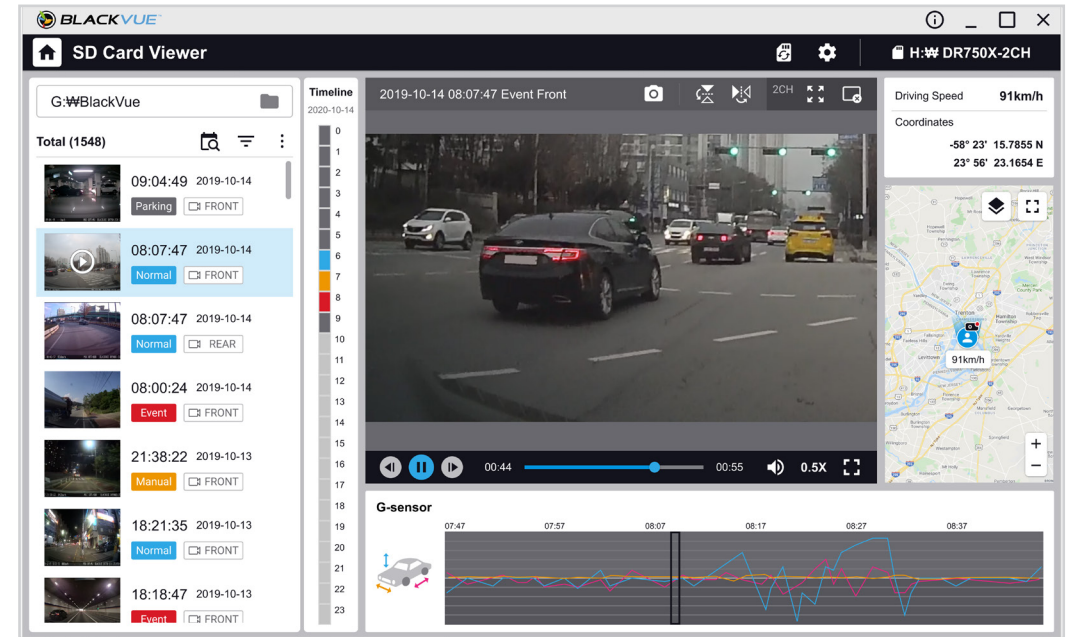 BLACKVUE
SD Card Viewer
H:₩ DR750X-2CH
G:₩BlackVue
Total (1548)
09:04:49 2019-10-14
Parking FRONT
08:07:47 2019-10-14
Normal FRONT
08:07:47 2019-10-14
Normal REAR
08:00:24 2019-10-14
Event FRONT
21:38:22 2019-10-13
Manual FRONT
18:21:35 2019-10-13
Normal FRONT
18:18:47 2019-10-13
Event FRONT
Timeline
2020-10-14
0
1
2
3
4
5
6
7
8
9
10
11
12
13
14
15
16
17
18
19
20
21
22
23
2019-10-14 08:07:47 Event Front
2CH
00:44
00:55
0.5X
Driving Speed 91km/h
Coordinates
-58° 23' 15.7855 N
23° 56' 23.1654 E
Trenton
Levittown
91km/h
+
−
G-sensor
07:47 07:57 08:07 08:17 08:27 08:37